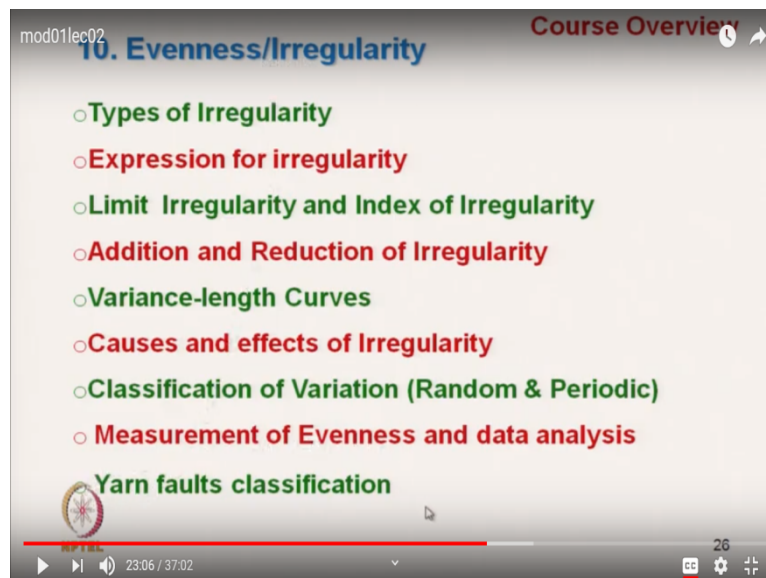 Course Overview
mod01lec02
10. Evenness/Irregularity
Types of Irregularity
Expression for irregularity
Limit Irregularity and Index of Irregularity
Addition and Reduction of Irregularity
Variance-length Curves
Causes and effects of Irregularity
Classification of Variation (Random & Periodic)
Measurement of Evenness and data analysis
Yarn faults classification
NPTEL
26
23:06 / 37:02
CC